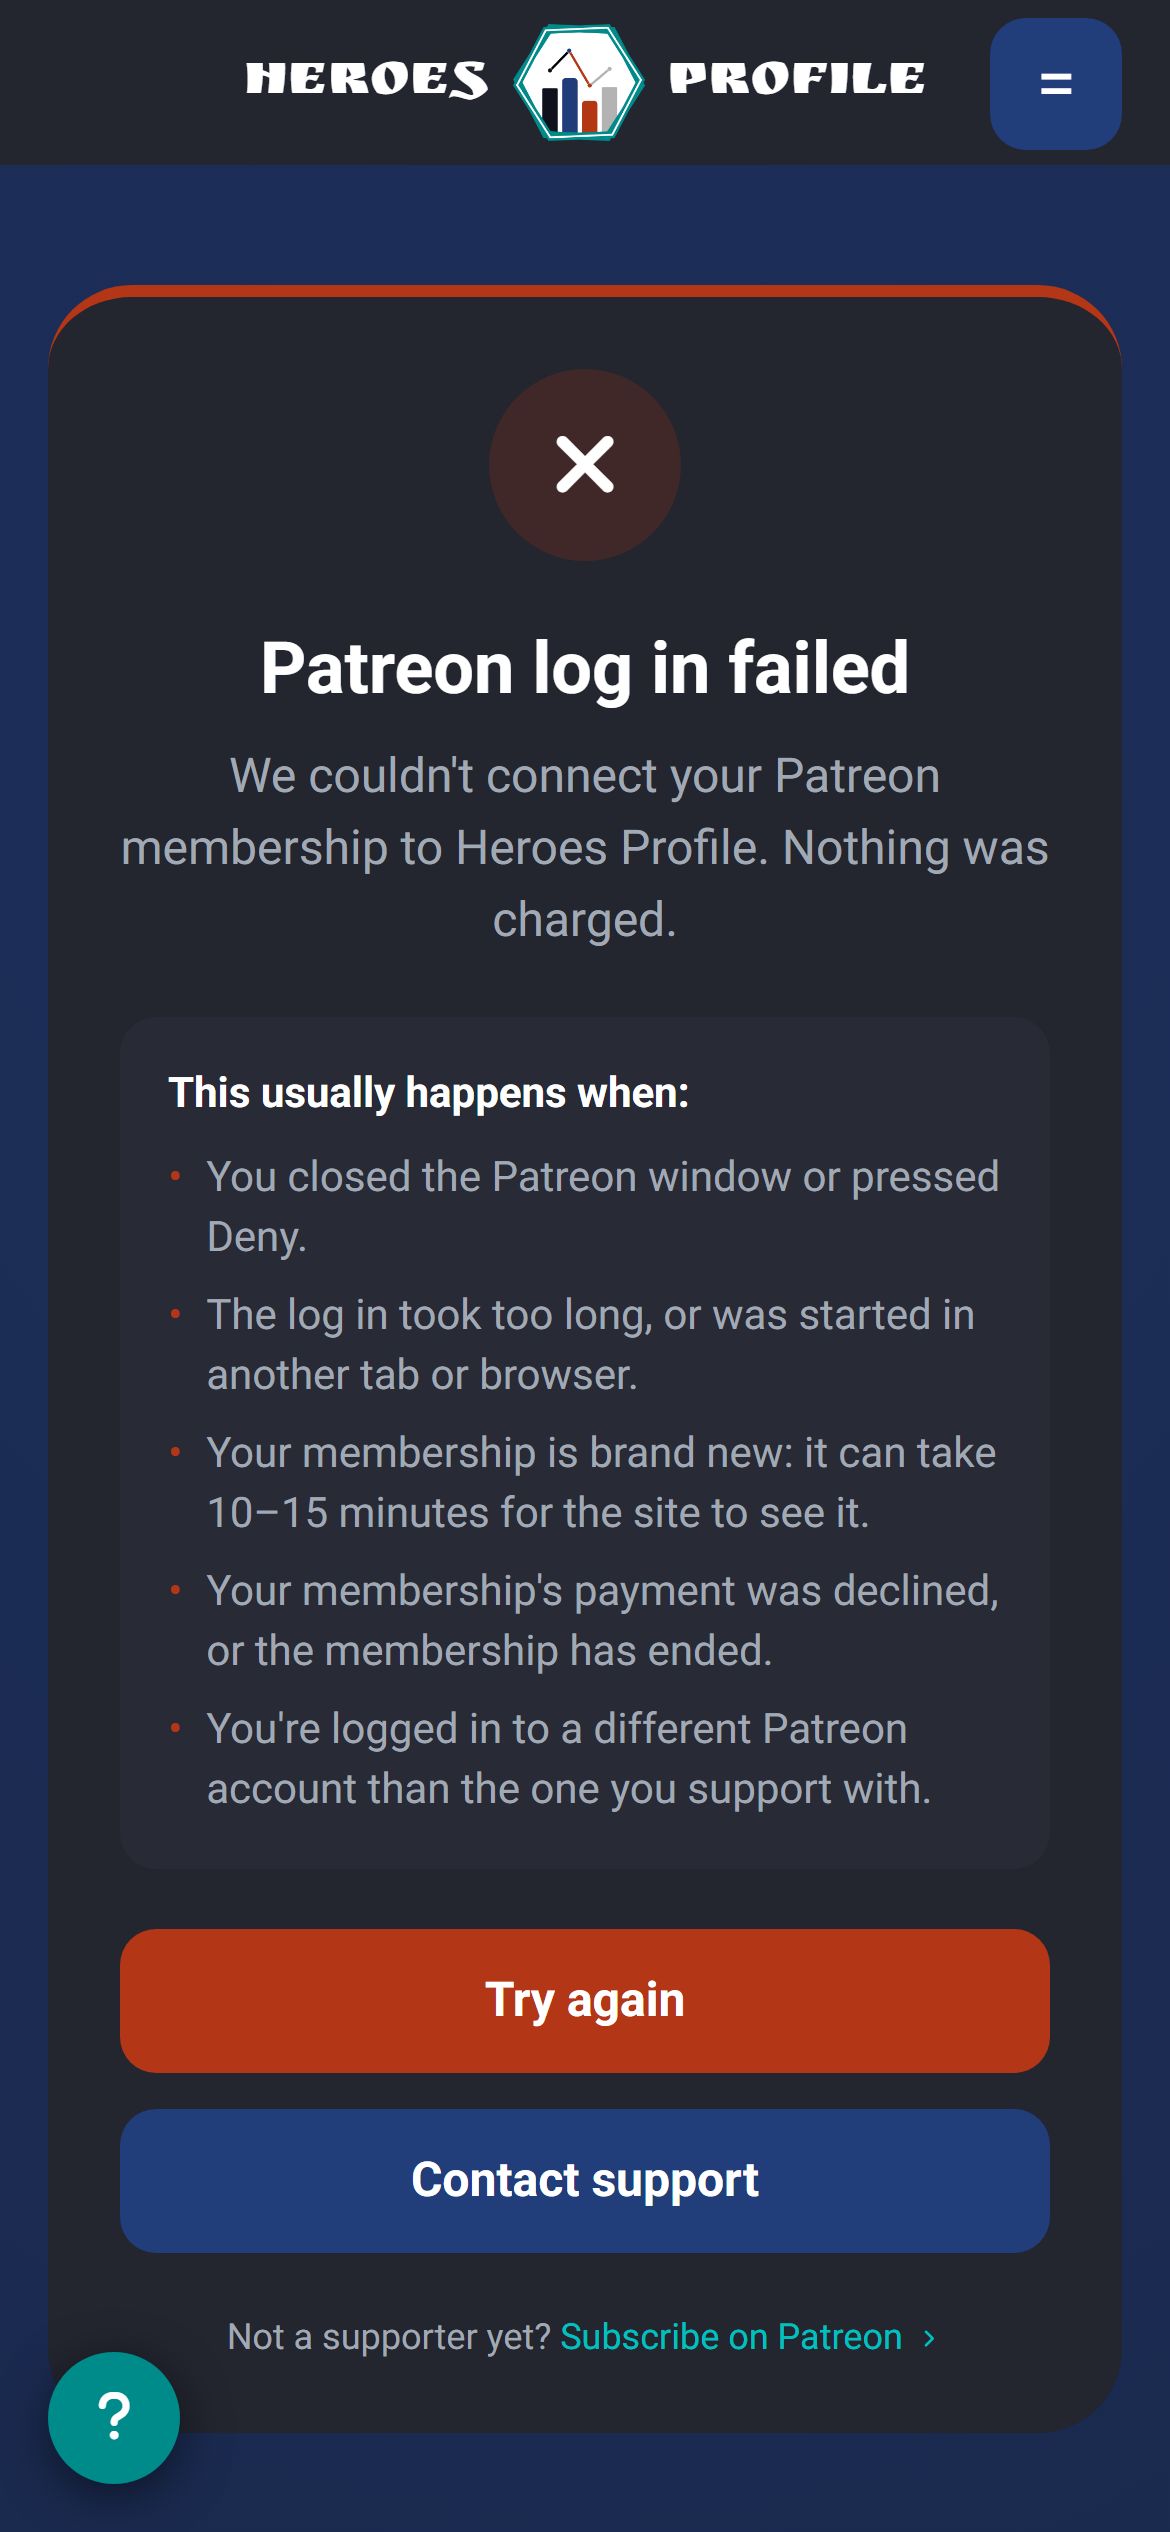 HEROES PROFILE
=
Patreon log in failed
We couldn't connect your Patreon
membership to Heroes Profile. Nothing was
charged.
This usually happens when:
• You closed the Patreon window or pressed
Deny.
• The log in took too long, or was started in
another tab or browser.
• Your membership is brand new: it can take
10–15 minutes for the site to see it.
• Your membership's payment was declined,
or the membership has ended.
• You're logged in to a different Patreon
account than the one you support with.
Try again
Contact support
Not a supporter yet? Subscribe on Patreon ›
?